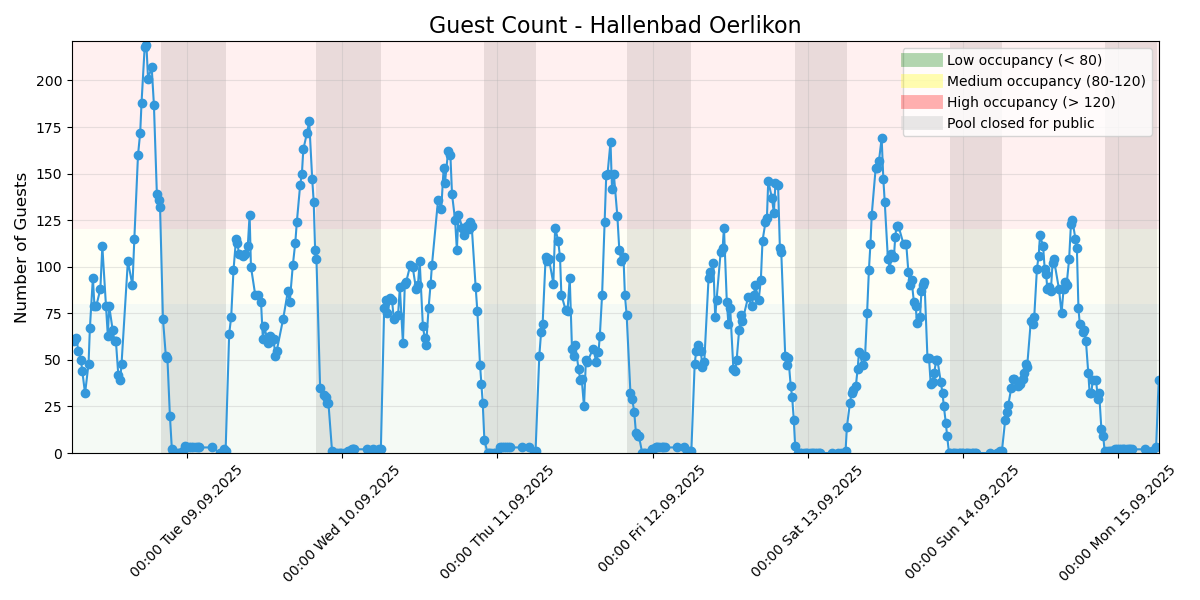 Guest Count - Hallenbad Oerlikon
Low occupancy (< 80)
Medium occupancy (80-120)
High occupancy (> 120)
Pool closed for public
Number of Guests
200
175
150
125
100
75
50
25
0
00:00 Tue 09.09.2025
00:00 Wed 10.09.2025
00:00 Thu 11.09.2025
00:00 Fri 12.09.2025
00:00 Sat 13.09.2025
00:00 Sun 14.09.2025
00:00 Mon 15.09.2025